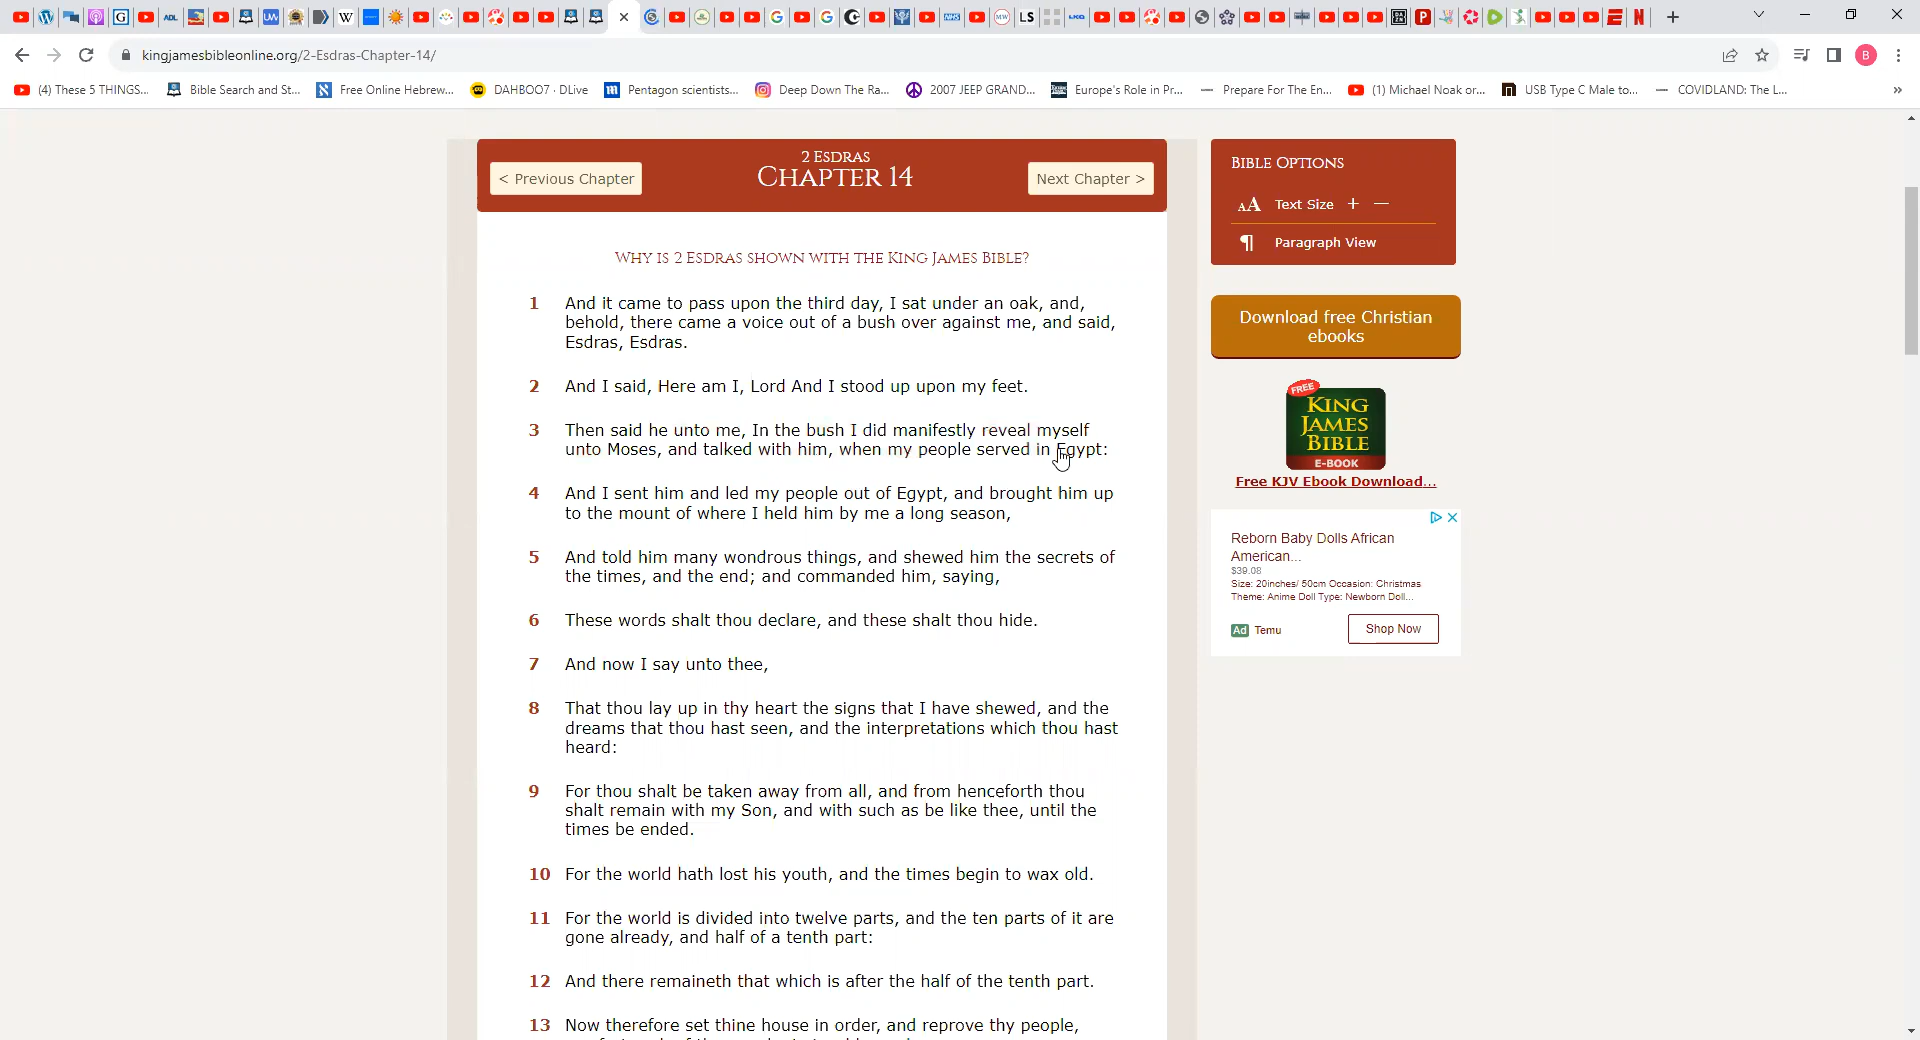 ADL
UW
W
G
G
NHS
MW
LS
LKQ
P
E
N
kingjamesbibleonline.org/2-Esdras-Chapter-14/
B
(4) These 5 THINGS...
Bible Search and St...
Free Online Hebrew...
DAHBOO7 · DLive
Pentagon scientists...
Deep Down The Ra...
2007 JEEP GRAND...
Europe's Role in Pr...
Prepare For The En...
(1) Michael Noak or...
USB Type C Male to...
COVIDLAND: The L...
»
< Previous Chapter
2 ESDRAS
CHAPTER 14
Next Chapter >
WHY IS 2 ESDRAS SHOWN WITH THE KING JAMES BIBLE?
1 And it came to pass upon the third day, I sat under an oak, and,
behold, there came a voice out of a bush over against me, and said,
Esdras, Esdras.
2 And I said, Here am I, Lord And I stood up upon my feet.
3 Then said he unto me, In the bush I did manifestly reveal myself
unto Moses, and talked with him, when my people served in Egypt:
4 And I sent him and led my people out of Egypt, and brought him up
to the mount of where I held him by me a long season,
5 And told him many wondrous things, and shewed him the secrets of
the times, and the end; and commanded him, saying,
6 These words shalt thou declare, and these shalt thou hide.
7 And now I say unto thee,
8 That thou lay up in thy heart the signs that I have shewed, and the
dreams that thou hast seen, and the interpretations which thou hast
heard:
9 For thou shalt be taken away from all, and from henceforth thou
shalt remain with my Son, and with such as be like thee, until the
times be ended.
10 For the world hath lost his youth, and the times begin to wax old.
11 For the world is divided into twelve parts, and the ten parts of it are
gone already, and half of a tenth part:
12 And there remaineth that which is after the half of the tenth part.
13 Now therefore set thine house in order, and reprove thy people,
BIBLE OPTIONS
AA Text Size + —
¶ Paragraph View
Download free Christian
ebooks
FREE
KING
JAMES
BIBLE
E-BOOK
Free KJV Ebook Download...
Reborn Baby Dolls African
American...
$39.08
Size: 20inches/ 50cm Occasion: Christmas
Theme: Anime Doll Type: Newborn Doll...
Ad Temu
Shop Now